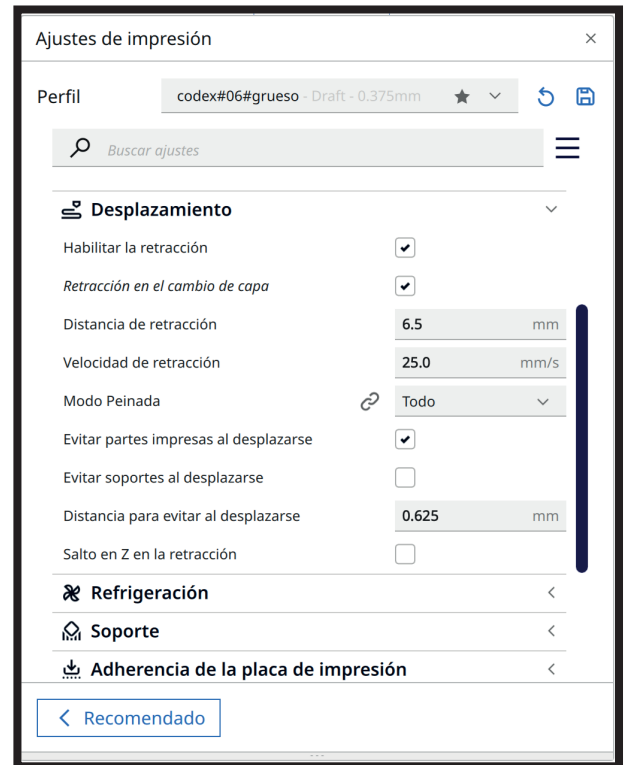 Ajustes de impresión
Perfil codex#06#grueso - Draft - 0.375mm
Buscar ajustes
Desplazamiento
Habilitar la retracción
Retracción en el cambio de capa
Distancia de retracción 6.5 mm
Velocidad de retracción 25.0 mm/s
Modo Peinada Todo
Evitar partes impresas al desplazarse
Evitar soportes al desplazarse
Distancia para evitar al desplazarse 0.625 mm
Salto en Z en la retracción
Refrigeración
Soporte
Adherencia de la placa de impresión
Recomendado